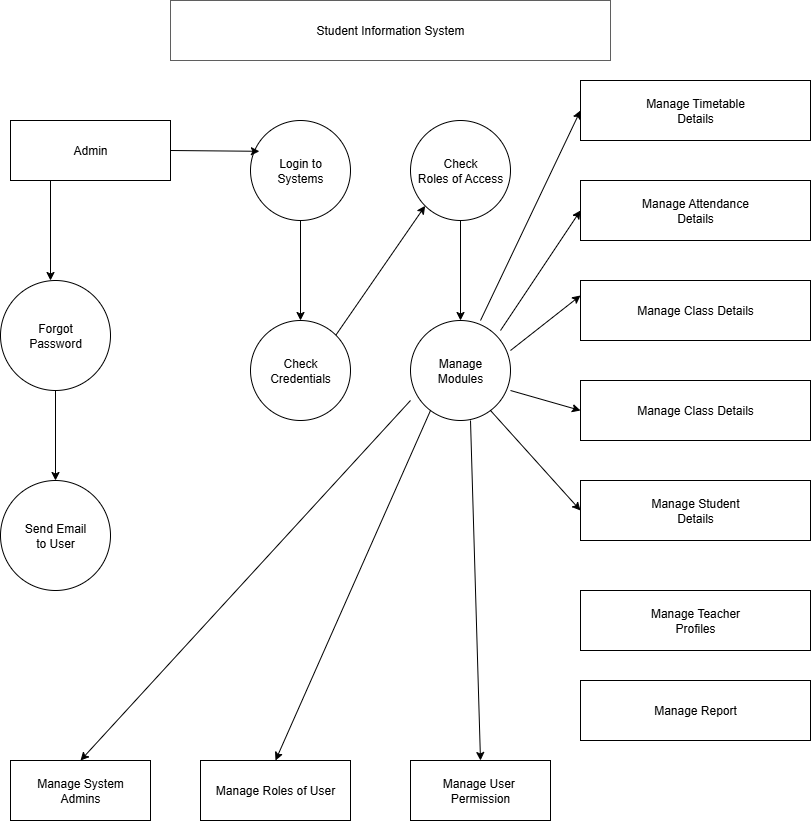 Student Information System
Manage Timetable
Details
Admin
Login to
Systems
Check
Roles of Access
Manage Attendance
Details
Manage Class Details
Forgot
Password
Check
Credentials
Manage
Modules
Manage Class Details
Manage Student
Details
Send Email
to User
Manage Teacher
Profiles
Manage Report
Manage System
Admins
Manage Roles of User
Manage User
Permission